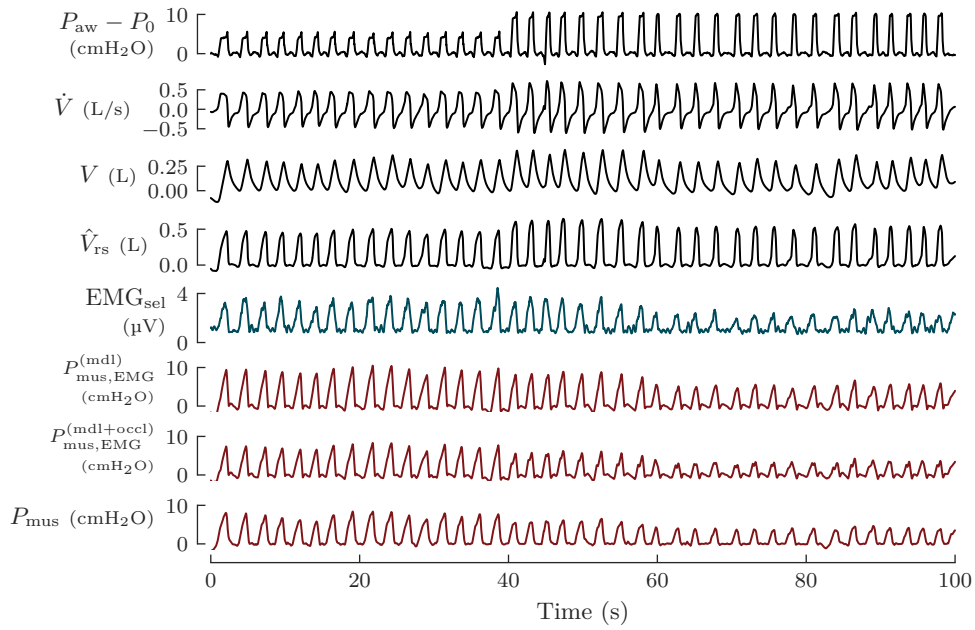 P_aw − P_0
(cmH₂O)
10
0
V̇ (L/s)
0.5
0.0
−0.5
V (L)
0.25
0.00
V̂_rs (L)
0.5
0.0
EMG_sel
(µV)
4
0
P^(mdl)_mus,EMG
(cmH₂O)
10
0
P^(mdl+occl)_mus,EMG
(cmH₂O)
10
0
P_mus (cmH₂O)
10
0
0 20 40 60 80 100
Time (s)